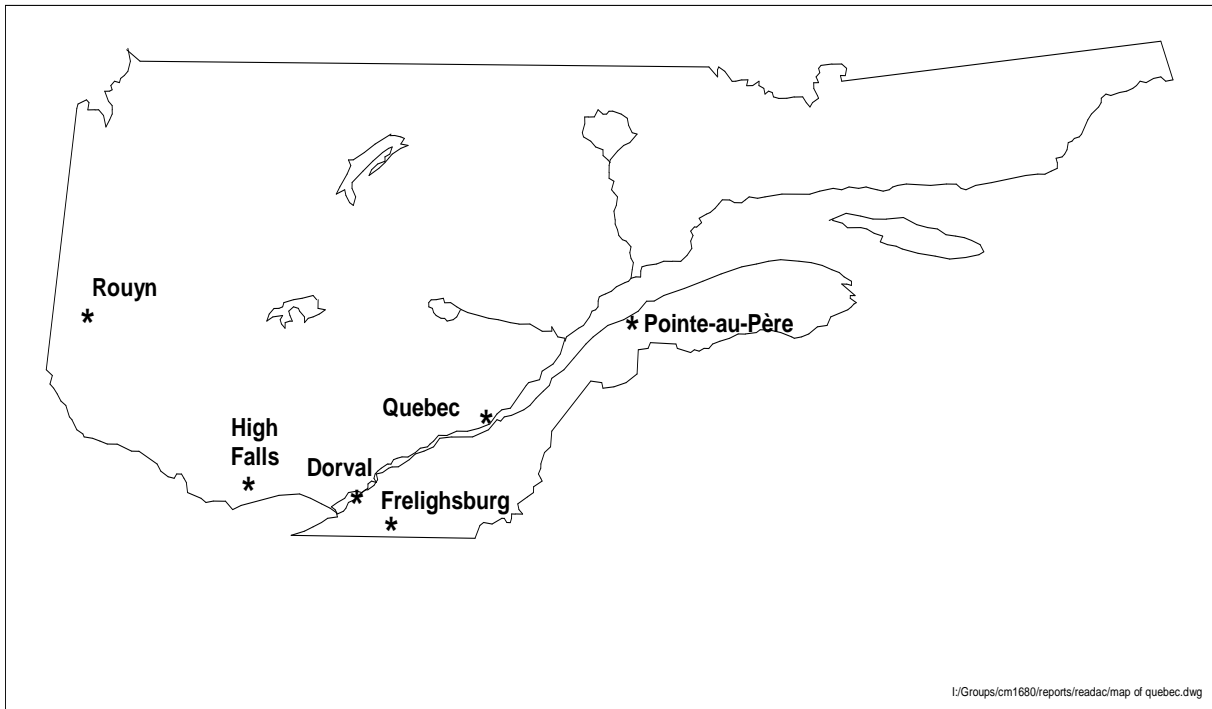 Rouyn
*
* Pointe-au-Père
Quebec
*
High
Falls
*
Dorval
*
Frelighsburg
*
I:/Groups/cm1680/reports/readac/map of quebec.dwg